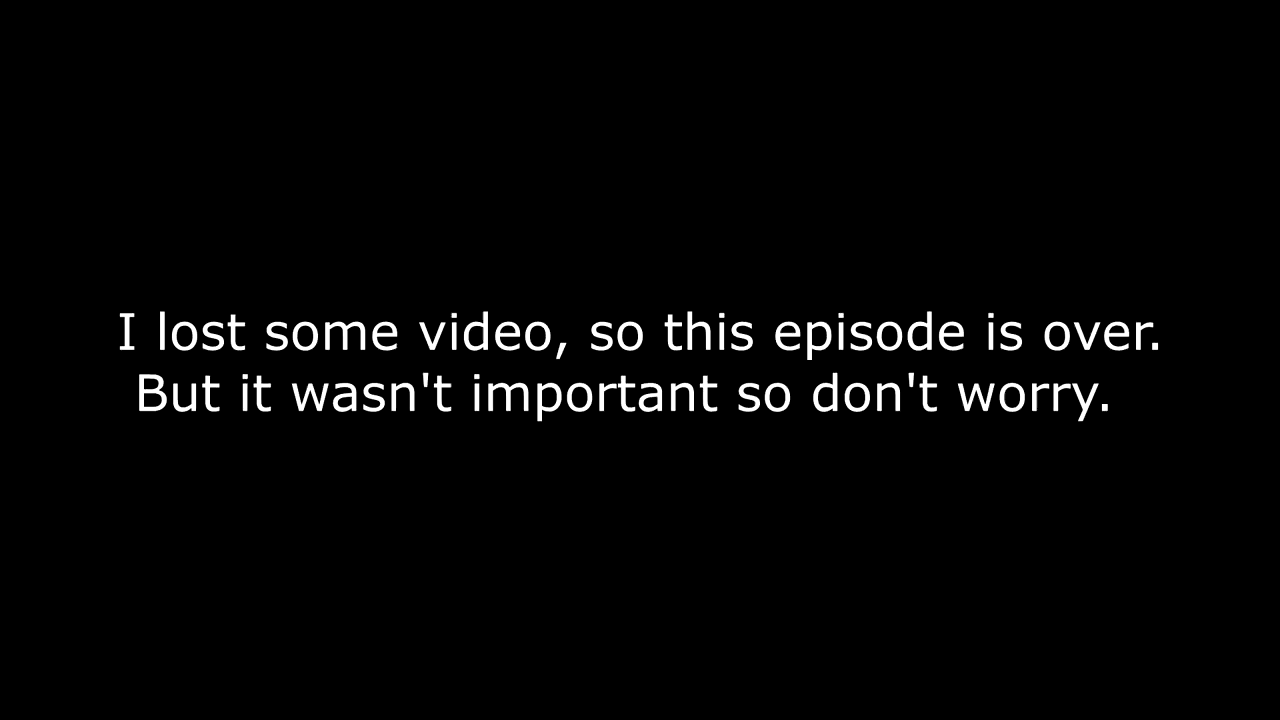 I lost some video, so this episode is over.
But it wasn't important so don't worry.